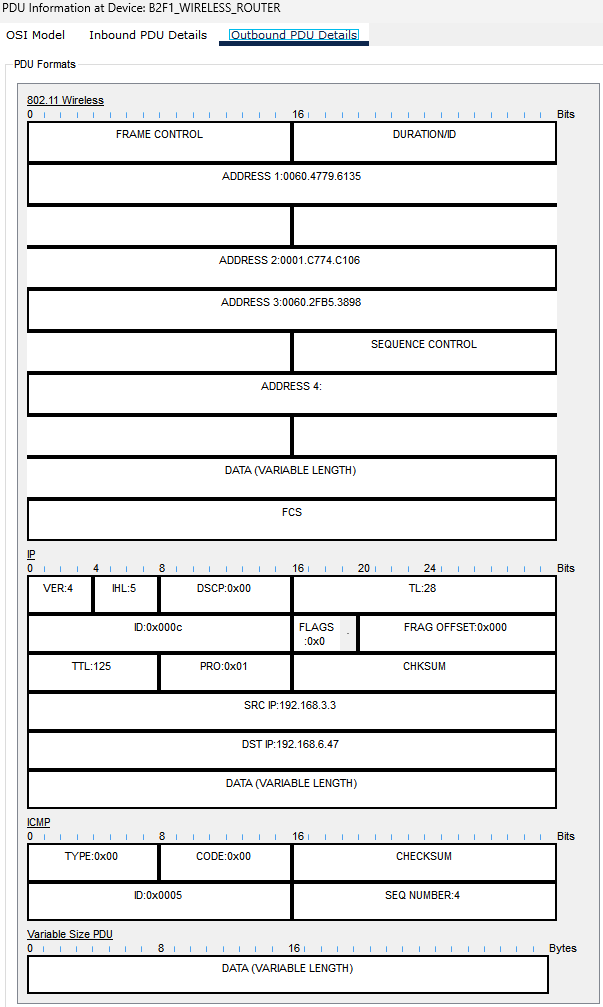 PDU Information at Device: B2F1_WIRELESS_ROUTER
OSI Model Inbound PDU Details Outbound PDU Details
PDU Formats
802.11 Wireless
0 16 Bits
FRAME CONTROL DURATION/ID
ADDRESS 1:0060.4779.6135
ADDRESS 2:0001.C774.C106
ADDRESS 3:0060.2FB5.3898
SEQUENCE CONTROL
ADDRESS 4:
DATA (VARIABLE LENGTH)
FCS
IP
0 4 8 16 20 24 Bits
VER:4 IHL:5 DSCP:0x00 TL:28
ID:0x000c FLAGS :0x0 . FRAG OFFSET:0x000
TTL:125 PRO:0x01 CHKSUM
SRC IP:192.168.3.3
DST IP:192.168.6.47
DATA (VARIABLE LENGTH)
ICMP
0 8 16 Bits
TYPE:0x00 CODE:0x00 CHECKSUM
ID:0x0005 SEQ NUMBER:4
Variable Size PDU
0 8 16 Bytes
DATA (VARIABLE LENGTH)